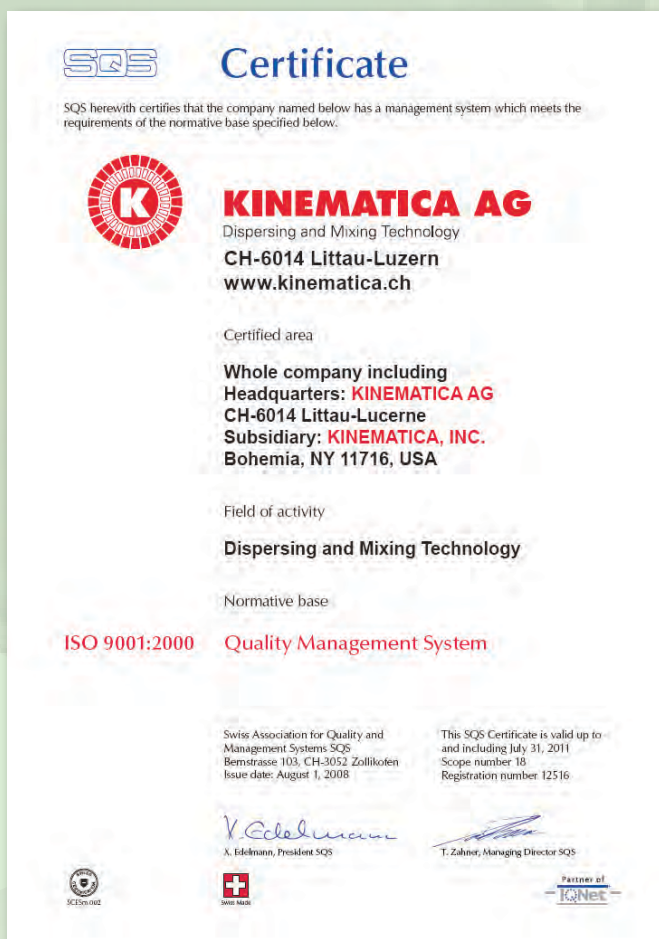 SQS
Certificate
SQS herewith certifies that the company named below has a management system which meets the
requirements of the normative base specified below.
K
KINEMATICA AG
Dispersing and Mixing Technology
CH-6014 Littau-Luzern
www.kinematica.ch
Certified area
Whole company including
Headquarters: KINEMATICA AG
CH-6014 Littau-Lucerne
Subsidiary: KINEMATICA, INC.
Bohemia, NY 11716, USA
Field of activity
Dispersing and Mixing Technology
Normative base
ISO 9001:2000 Quality Management System
Swiss Association for Quality and
Management Systems SQS
Bernstrasse 103, CH-3052 Zollikofen
Issue date: August 1, 2008
This SQS Certificate is valid up to
and including July 31, 2011
Scope number 18
Registration number 12516
X. Edelmann
X. Edelmann, President SQS
T. Zahner, Managing Director SQS
SCESm 002
Swiss Made
Partner of
IQNet